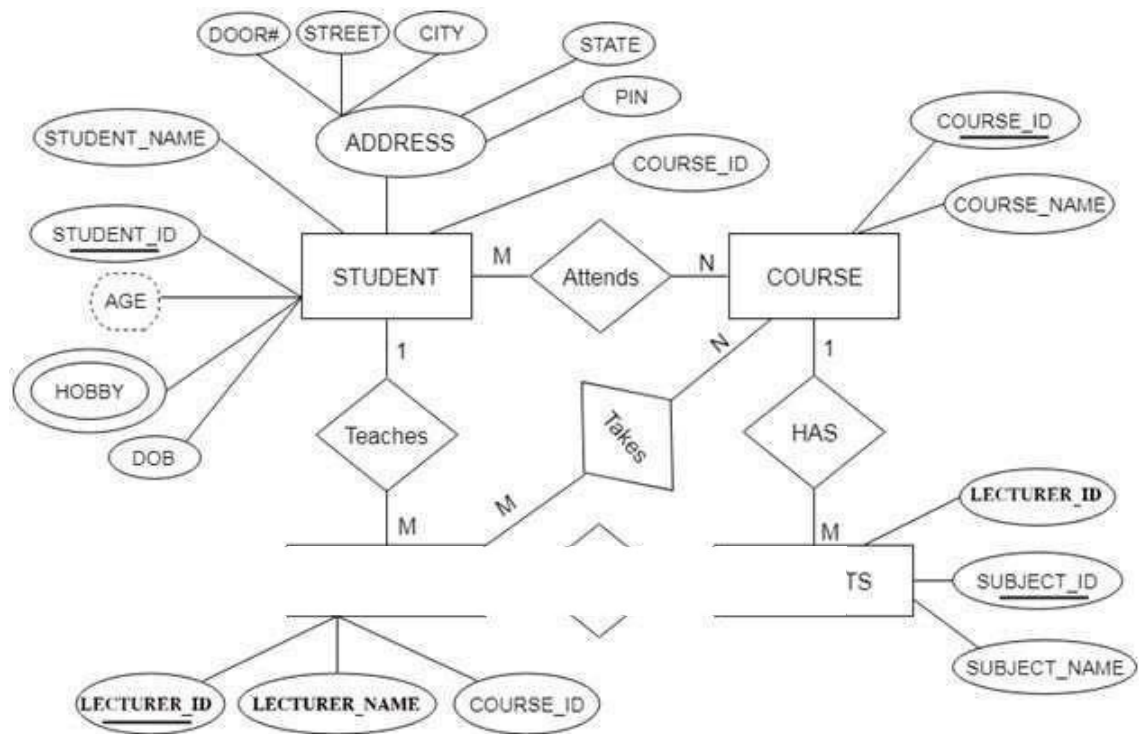 DOOR#
STREET
CITY
STATE
PIN
ADDRESS
STUDENT_NAME
COURSE_ID
COURSE_ID
COURSE_NAME
STUDENT_ID
AGE
HOBBY
DOB
STUDENT
M
Attends
N
COURSE
1
Teaches
M
N
Takes
M
1
HAS
M
LECTURER_ID
TS
SUBJECT_ID
SUBJECT_NAME
LECTURER_ID
LECTURER_NAME
COURSE_ID